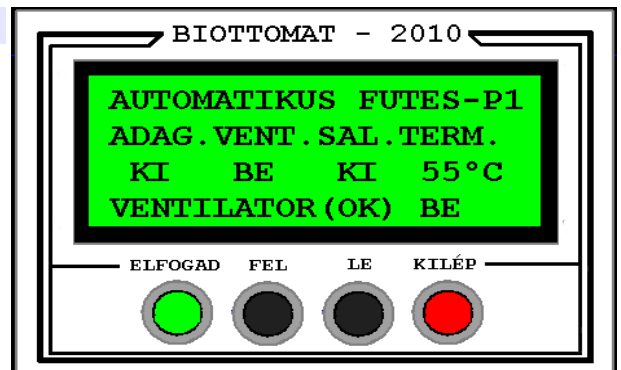 BIOTTOMAT - 2010
AUTOMATIKUS FUTES-P1
ADAG.VENT.SAL.TERM.
KI BE KI 55°C
VENTILATOR(OK) BE
ELFOGAD FEL LE KILÉP